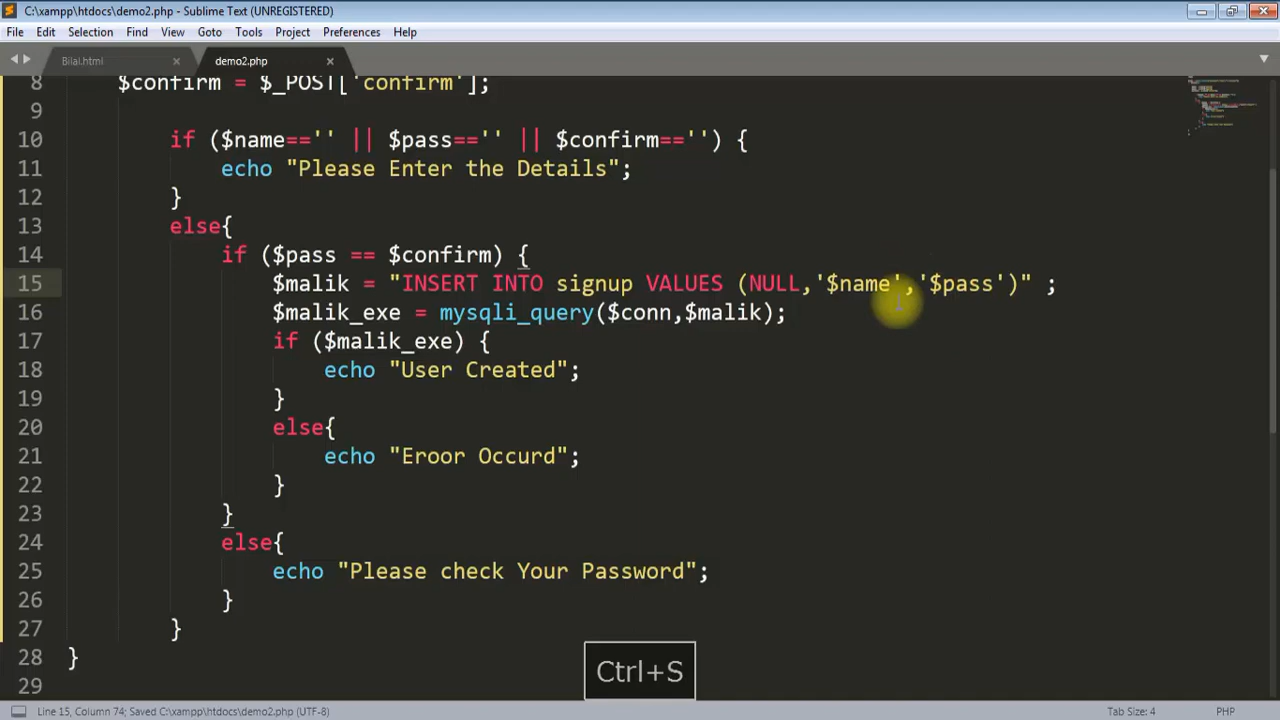 C:\xampp\htdocs\demo2.php - Sublime Text (UNREGISTERED)
File Edit Selection Find View Goto Tools Project Preferences Help
Bilal.html × demo2.php ×
8 $confirm = $_POST['confirm'];
9
10 if ($name=='' || $pass=='' || $confirm=='') {
11 echo "Please Enter the Details";
12 }
13 else{
14 if ($pass == $confirm) {
15 $malik = "INSERT INTO signup VALUES (NULL,'$name','$pass')" ;
16 $malik_exe = mysqli_query($conn,$malik);
17 if ($malik_exe) {
18 echo "User Created";
19 }
20 else{
21 echo "Eroor Occurd";
22 }
23 }
24 else{
25 echo "Please check Your Password";
26 }
27 }
28 }
29
Ctrl+S
Line 15, Column 74; Saved C:\xampp\htdocs\demo2.php (UTF-8) Tab Size: 4 PHP